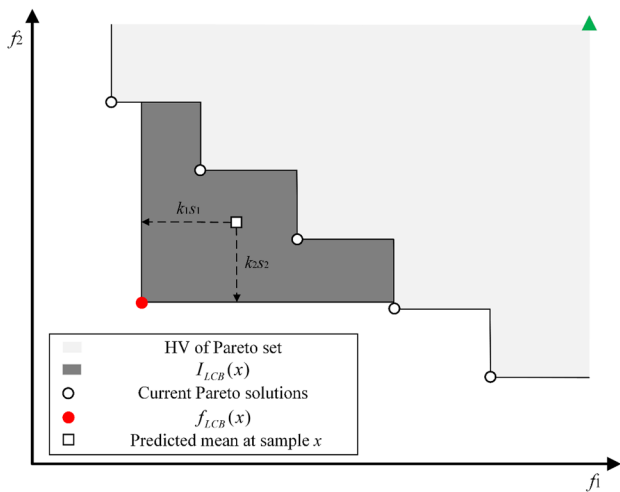 f2
k1s1
k2s2
HV of Pareto set
I_LCB(x)
Current Pareto solutions
f_LCB(x)
Predicted mean at sample x
f1